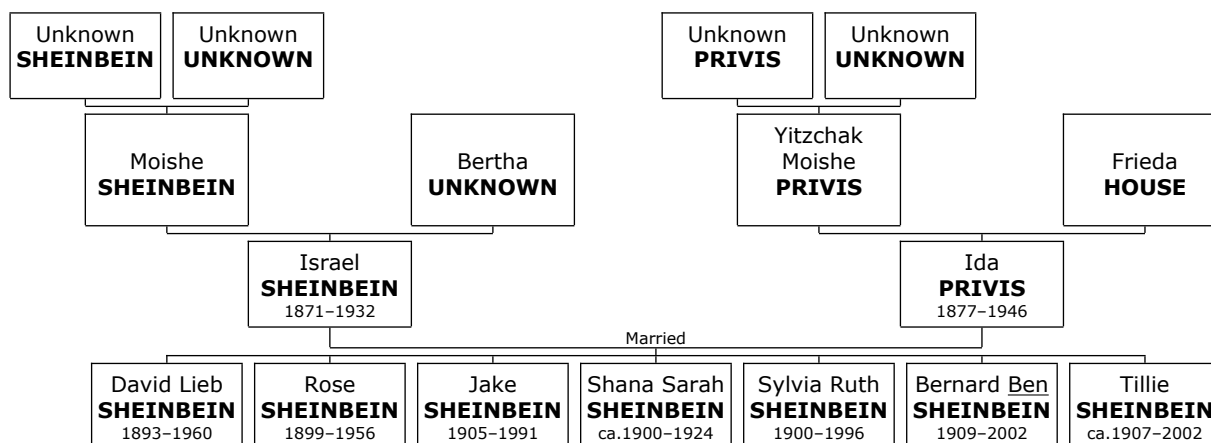 Unknown
SHEINBEIN
Unknown
UNKNOWN
Unknown
PRIVIS
Unknown
UNKNOWN
Moishe
SHEINBEIN
Bertha
UNKNOWN
Yitzchak
Moishe
PRIVIS
Frieda
HOUSE
Israel
SHEINBEIN
1871–1932
Ida
PRIVIS
1877–1946
Married
David Lieb
SHEINBEIN
1893–1960
Rose
SHEINBEIN
1899–1956
Jake
SHEINBEIN
1905–1991
Shana Sarah
SHEINBEIN
ca.1900–1924
Sylvia Ruth
SHEINBEIN
1900–1996
Bernard Ben
SHEINBEIN
1909–2002
Tillie
SHEINBEIN
ca.1907–2002